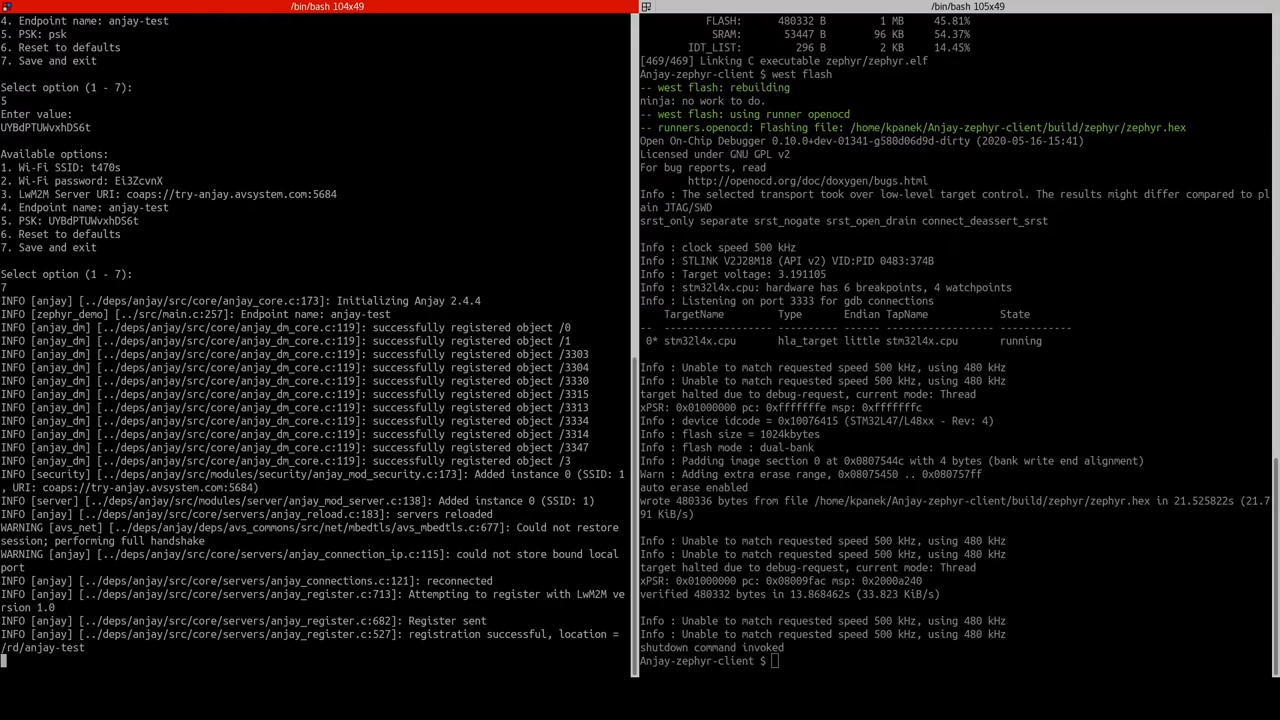 /bin/bash 104x49
4. Endpoint name: anjay-test
5. PSK: psk
6. Reset to defaults
7. Save and exit
Select option (1 - 7):
5
Enter value:
UYBdPTUWvxhDS6t
Available options:
1. Wi-Fi SSID: t470s
2. Wi-Fi password: Ei3ZcvnX
3. LwM2M Server URI: coaps://try-anjay.avsystem.com:5684
4. Endpoint name: anjay-test
5. PSK: UYBdPTUWvxhDS6t
6. Reset to defaults
7. Save and exit
Select option (1 - 7):
7
INFO [anjay] [../deps/anjay/src/core/anjay_core.c:173]: Initializing Anjay 2.4.4
INFO [zephyr_demo] [../src/main.c:257]: Endpoint name: anjay-test
INFO [anjay_dm] [../deps/anjay/src/core/anjay_dm_core.c:119]: successfully registered object /0
INFO [anjay_dm] [../deps/anjay/src/core/anjay_dm_core.c:119]: successfully registered object /1
INFO [anjay_dm] [../deps/anjay/src/core/anjay_dm_core.c:119]: successfully registered object /3303
INFO [anjay_dm] [../deps/anjay/src/core/anjay_dm_core.c:119]: successfully registered object /3304
INFO [anjay_dm] [../deps/anjay/src/core/anjay_dm_core.c:119]: successfully registered object /3330
INFO [anjay_dm] [../deps/anjay/src/core/anjay_dm_core.c:119]: successfully registered object /3315
INFO [anjay_dm] [../deps/anjay/src/core/anjay_dm_core.c:119]: successfully registered object /3313
INFO [anjay_dm] [../deps/anjay/src/core/anjay_dm_core.c:119]: successfully registered object /3334
INFO [anjay_dm] [../deps/anjay/src/core/anjay_dm_core.c:119]: successfully registered object /3314
INFO [anjay_dm] [../deps/anjay/src/core/anjay_dm_core.c:119]: successfully registered object /3347
INFO [anjay_dm] [../deps/anjay/src/core/anjay_dm_core.c:119]: successfully registered object /3
INFO [security] [../deps/anjay/src/modules/security/anjay_mod_security.c:173]: Added instance 0 (SSID: 1
, URI: coaps://try-anjay.avsystem.com:5684)
INFO [server] [../deps/anjay/src/modules/server/anjay_mod_server.c:138]: Added instance 0 (SSID: 1)
INFO [anjay] [../deps/anjay/src/core/servers/anjay_reload.c:183]: servers reloaded
WARNING [avs_net] [../deps/anjay/deps/avs_commons/src/net/mbedtls/avs_mbedtls.c:677]: Could not restore
session; performing full handshake
WARNING [anjay] [../deps/anjay/src/core/servers/anjay_connection_ip.c:115]: could not store bound local
port
INFO [anjay] [../deps/anjay/src/core/servers/anjay_connections.c:121]: reconnected
INFO [anjay] [../deps/anjay/src/core/servers/anjay_register.c:713]: Attempting to register with LwM2M ve
rsion 1.0
INFO [anjay] [../deps/anjay/src/core/servers/anjay_register.c:682]: Register sent
INFO [anjay] [../deps/anjay/src/core/servers/anjay_register.c:527]: registration successful, location =
/rd/anjay-test
/bin/bash 105x49
FLASH: 480332 B 1 MB 45.81%
SRAM: 53447 B 96 KB 54.37%
IDT_LIST: 296 B 2 KB 14.45%
[469/469] Linking C executable zephyr/zephyr.elf
Anjay-zephyr-client $ west flash
-- west flash: rebuilding
ninja: no work to do.
-- west flash: using runner openocd
-- runners.openocd: Flashing file: /home/kpanek/Anjay-zephyr-client/build/zephyr/zephyr.hex
Open On-Chip Debugger 0.10.0+dev-01341-g580d06d9d-dirty (2020-05-16-15:41)
Licensed under GNU GPL v2
For bug reports, read
http://openocd.org/doc/doxygen/bugs.html
Info : The selected transport took over low-level target control. The results might differ compared to pl
ain JTAG/SWD
srst_only separate srst_nogate srst_open_drain connect_deassert_srst
Info : clock speed 500 kHz
Info : STLINK V2J28M18 (API v2) VID:PID 0483:374B
Info : Target voltage: 3.191105
Info : stm32l4x.cpu: hardware has 6 breakpoints, 4 watchpoints
Info : Listening on port 3333 for gdb connections
TargetName Type Endian TapName State
-- ------------------ ---------- ------ ------------------ ------------
0* stm32l4x.cpu hla_target little stm32l4x.cpu running
Info : Unable to match requested speed 500 kHz, using 480 kHz
Info : Unable to match requested speed 500 kHz, using 480 kHz
target halted due to debug-request, current mode: Thread
xPSR: 0x01000000 pc: 0xfffffffe msp: 0xfffffffc
Info : device idcode = 0x10076415 (STM32L47/L48xx - Rev: 4)
Info : flash size = 1024kbytes
Info : flash mode : dual-bank
Info : Padding image section 0 at 0x0807544c with 4 bytes (bank write end alignment)
Warn : Adding extra erase range, 0x08075450 .. 0x080757ff
auto erase enabled
wrote 480336 bytes from file /home/kpanek/Anjay-zephyr-client/build/zephyr/zephyr.hex in 21.525822s (21.7
91 KiB/s)
Info : Unable to match requested speed 500 kHz, using 480 kHz
Info : Unable to match requested speed 500 kHz, using 480 kHz
target halted due to debug-request, current mode: Thread
xPSR: 0x01000000 pc: 0x08009fac msp: 0x2000a240
verified 480332 bytes in 13.868462s (33.823 KiB/s)
Info : Unable to match requested speed 500 kHz, using 480 kHz
Info : Unable to match requested speed 500 kHz, using 480 kHz
shutdown command invoked
Anjay-zephyr-client $